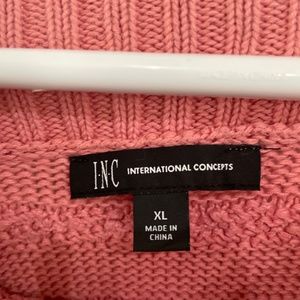 I·N·C INTERNATIONAL CONCEPTS
XL
MADE IN
CHINA